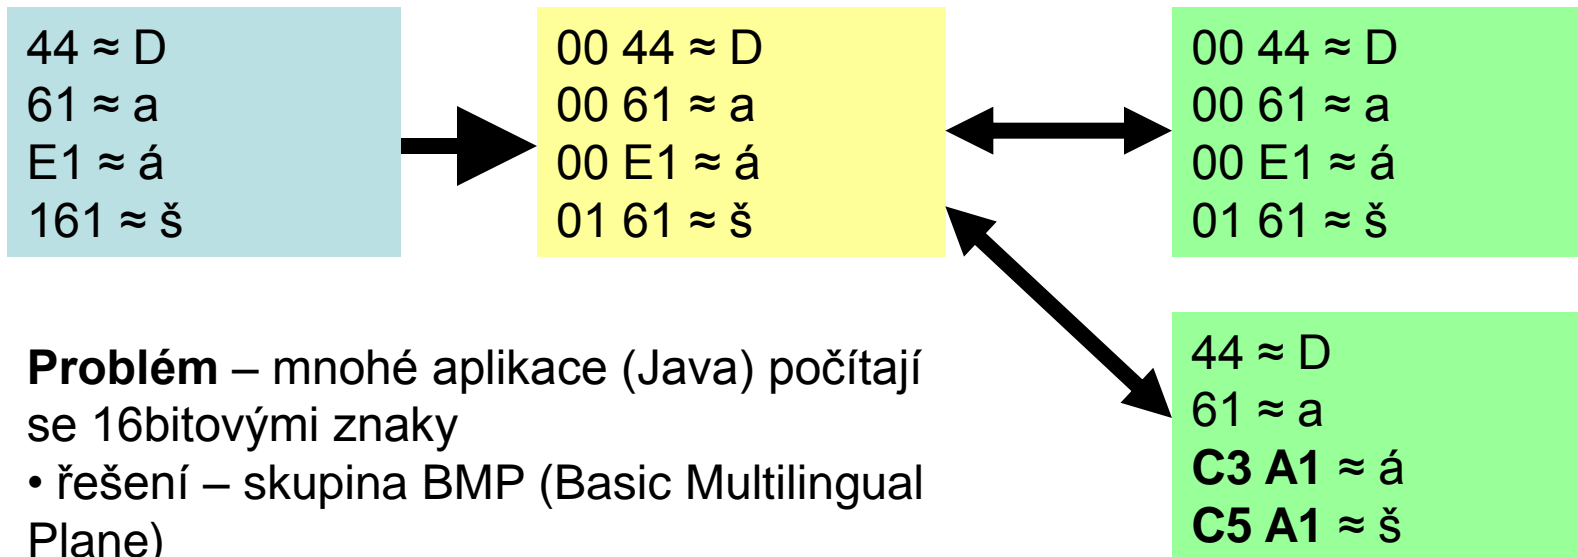 44 ≈ D
61 ≈ a
E1 ≈ á
161 ≈ š
00 44 ≈ D
00 61 ≈ a
00 E1 ≈ á
01 61 ≈ š
00 44 ≈ D
00 61 ≈ a
00 E1 ≈ á
01 61 ≈ š
Problém – mnohé aplikace (Java) počítají
se 16bitovými znaky
• řešení – skupina BMP (Basic Multilingual
Plane)
44 ≈ D
61 ≈ a
C3 A1 ≈ á
C5 A1 ≈ š